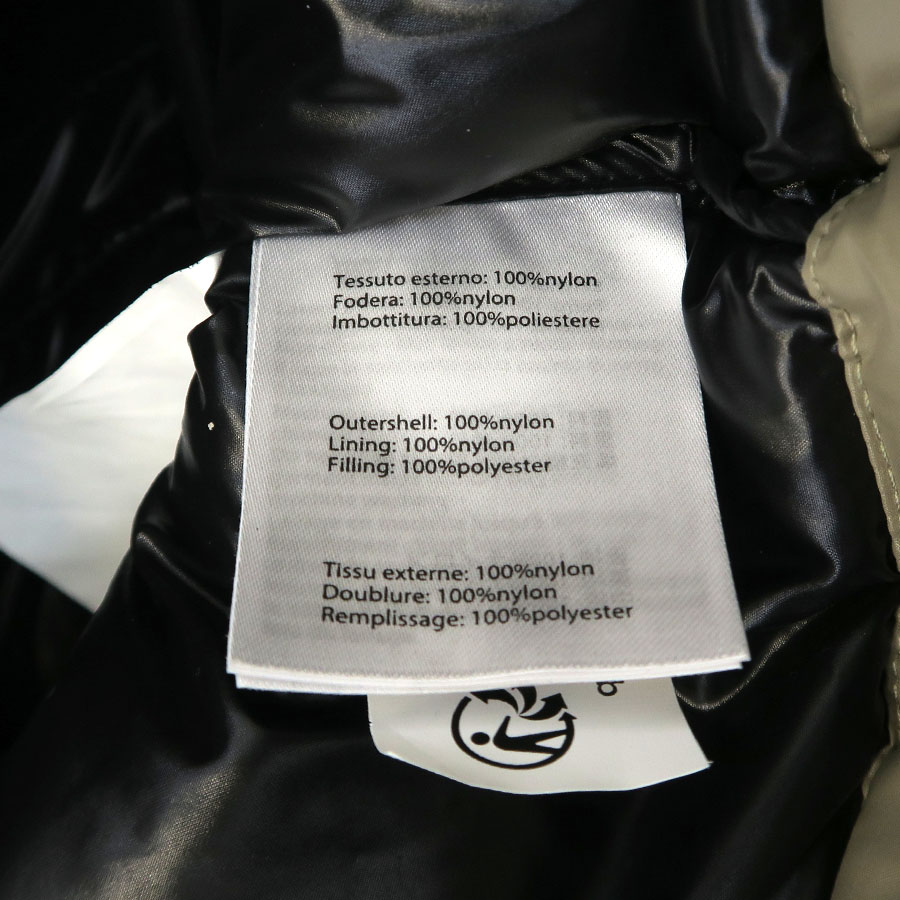 Tessuto esterno: 100%nylon
Fodera: 100%nylon
Imbottitura: 100%poliestere
Outershell: 100%nylon
Lining: 100%nylon
Filling: 100%polyester
Tissu externe: 100%nylon
Doublure: 100%nylon
Remplissage: 100%polyester